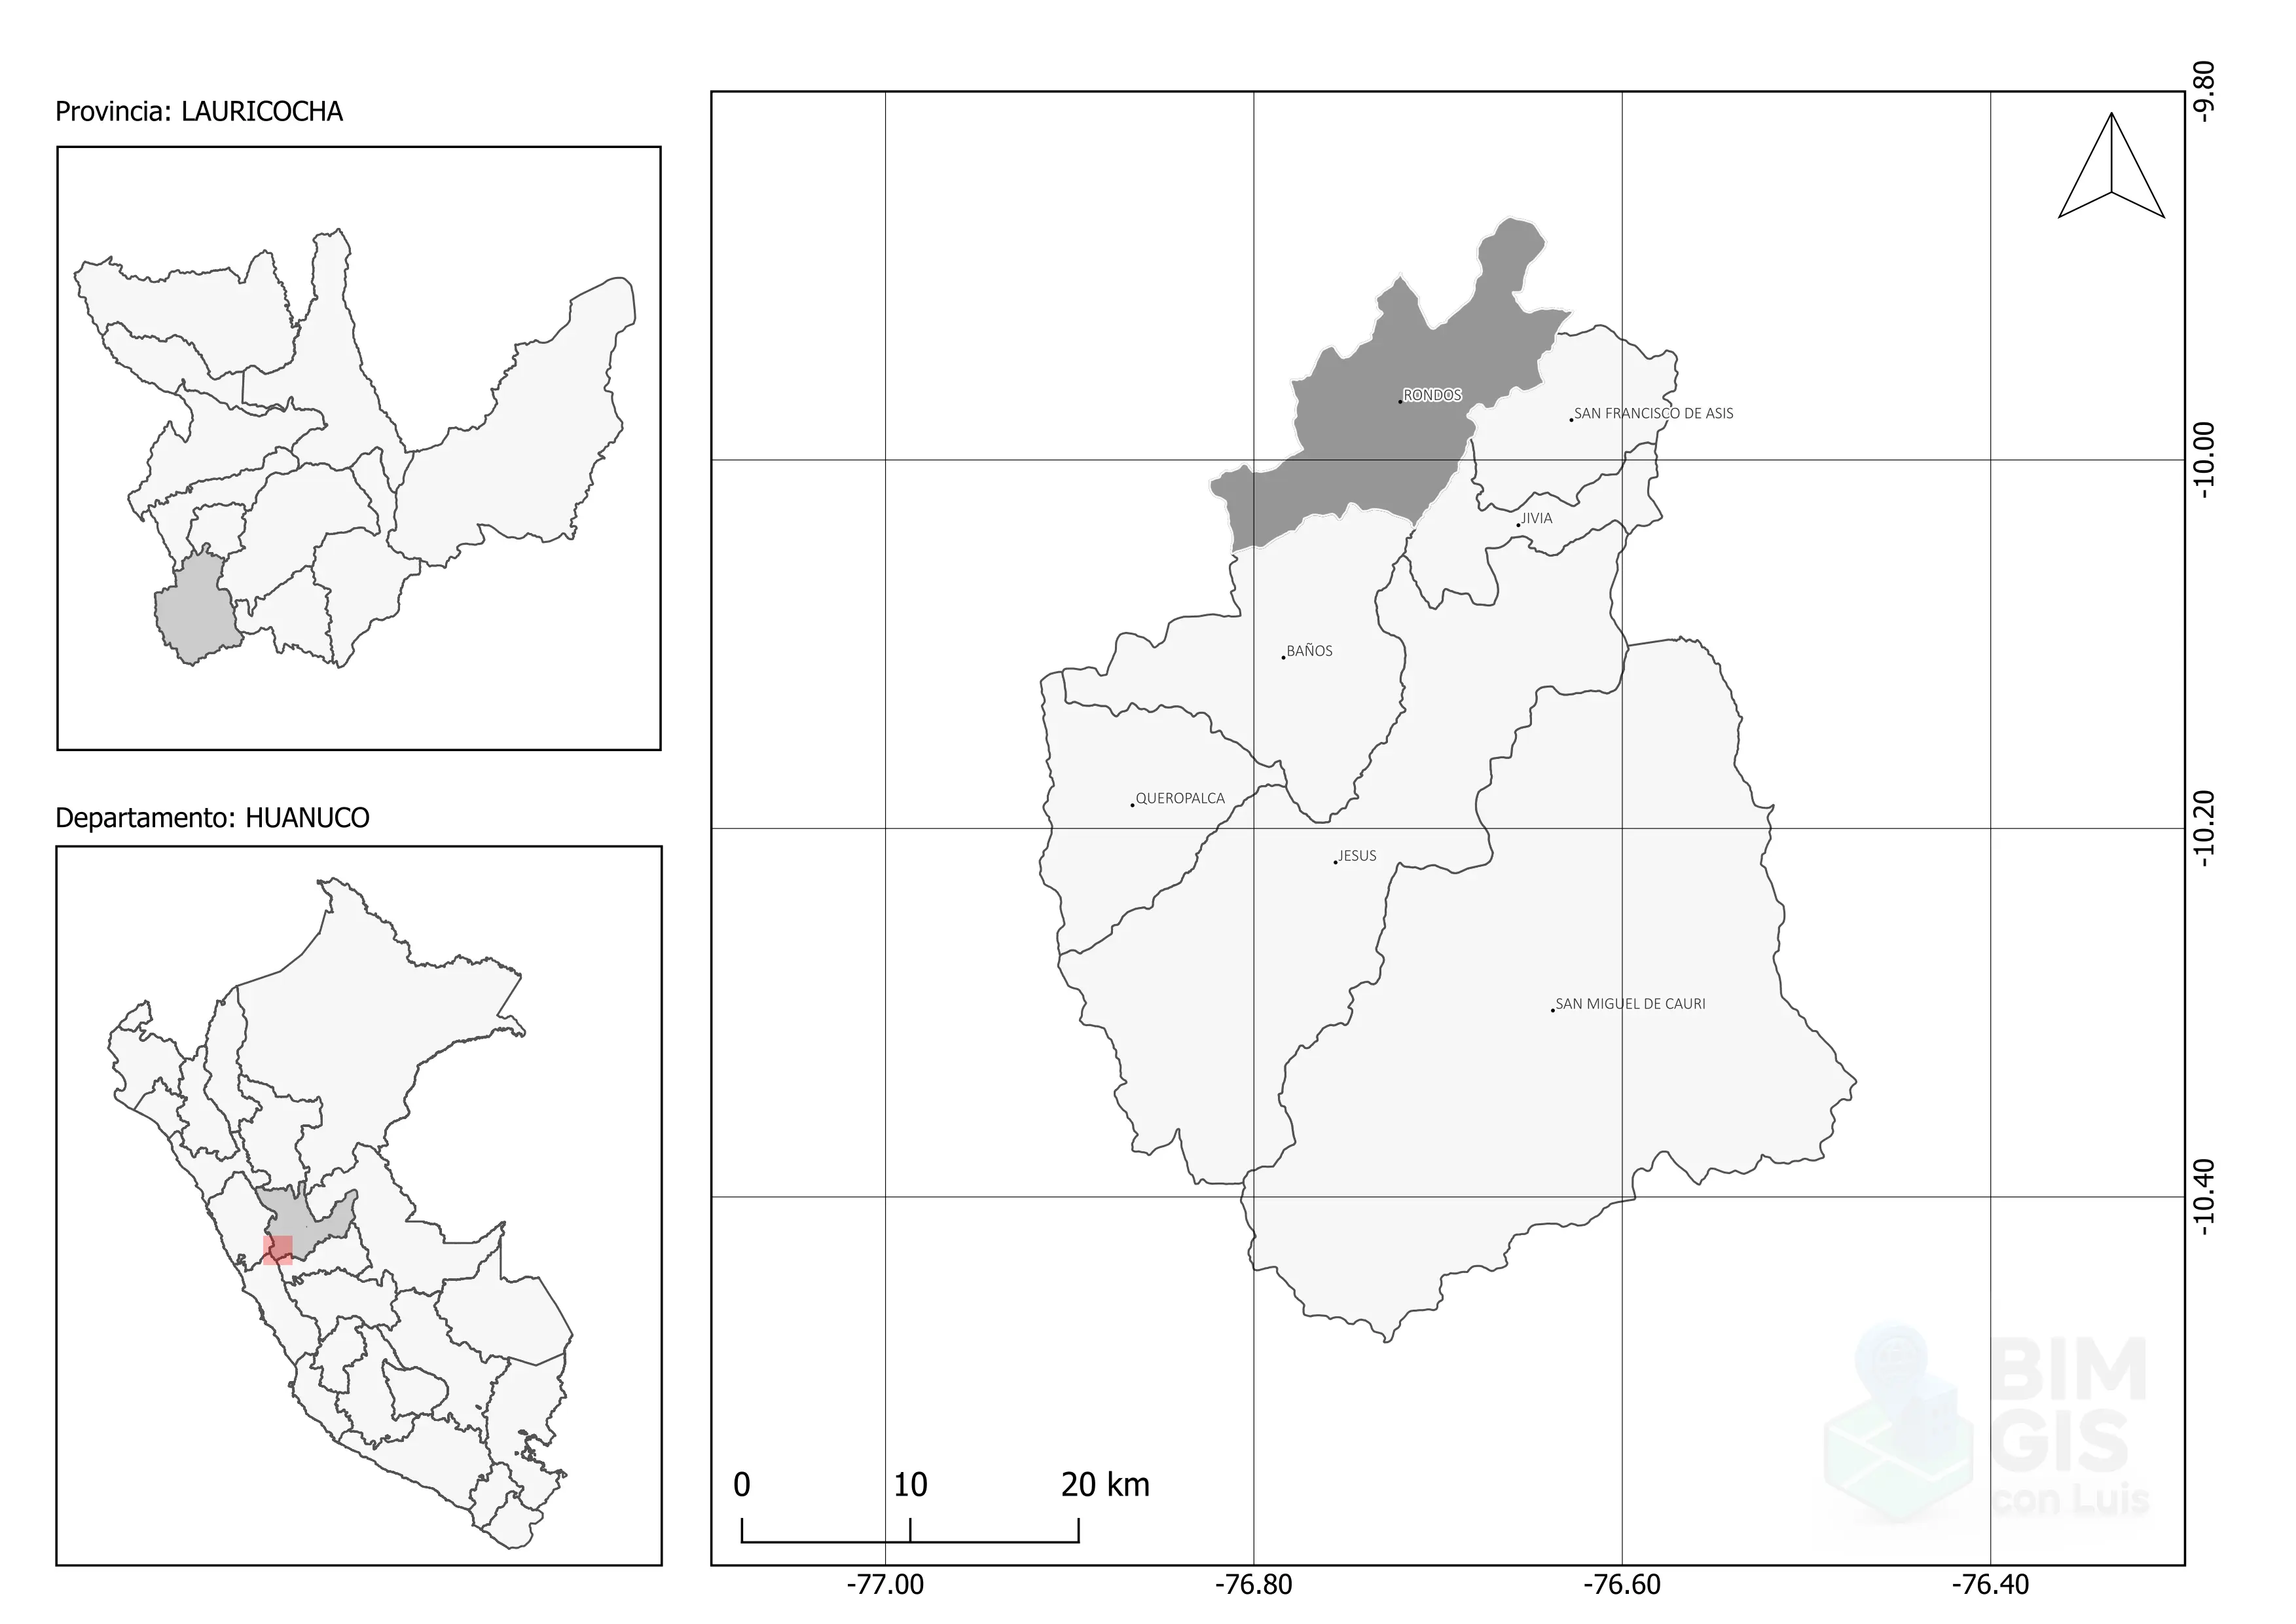 Provincia: LAURICOCHA
Departamento: HUANUCO
RONDOS
SAN FRANCISCO DE ASIS
JIVIA
BAÑOS
QUEROPALCA
JESUS
SAN MIGUEL DE CAURI
-9.80
-10.00
-10.20
-10.40
0 10 20 km
-77.00 -76.80 -76.60 -76.40
BIM
GIS
con Luis